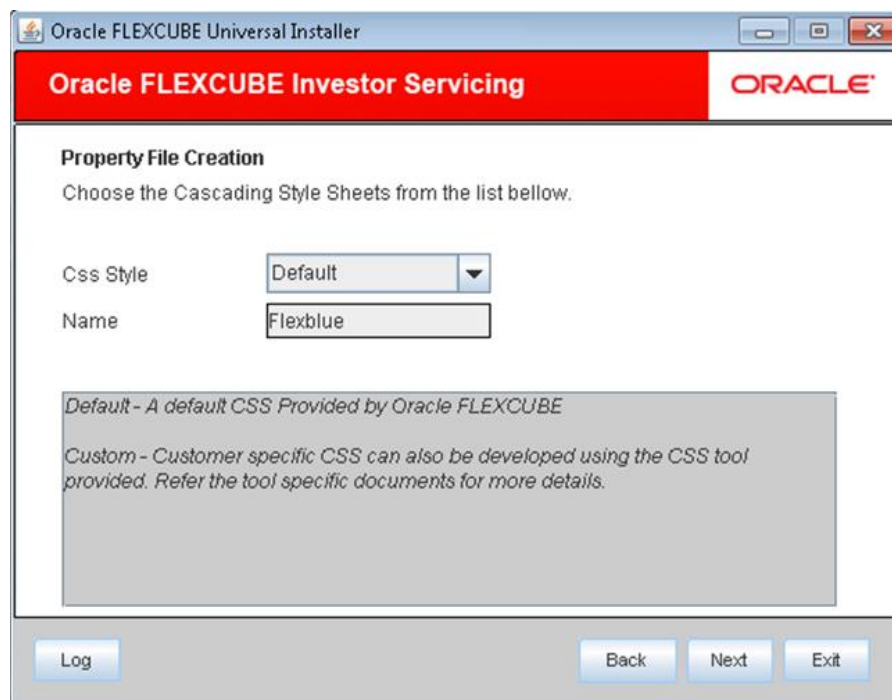 Oracle FLEXCUBE Universal Installer
Oracle FLEXCUBE Investor Servicing
ORACLE
Property File Creation
Choose the Cascading Style Sheets from the list bellow.
Css Style
Default
Name
Flexblue
Default - A default CSS Provided by Oracle FLEXCUBE
Custom - Customer specific CSS can also be developed using the CSS tool
provided. Refer the tool specific documents for more details.
Log
Back
Next
Exit